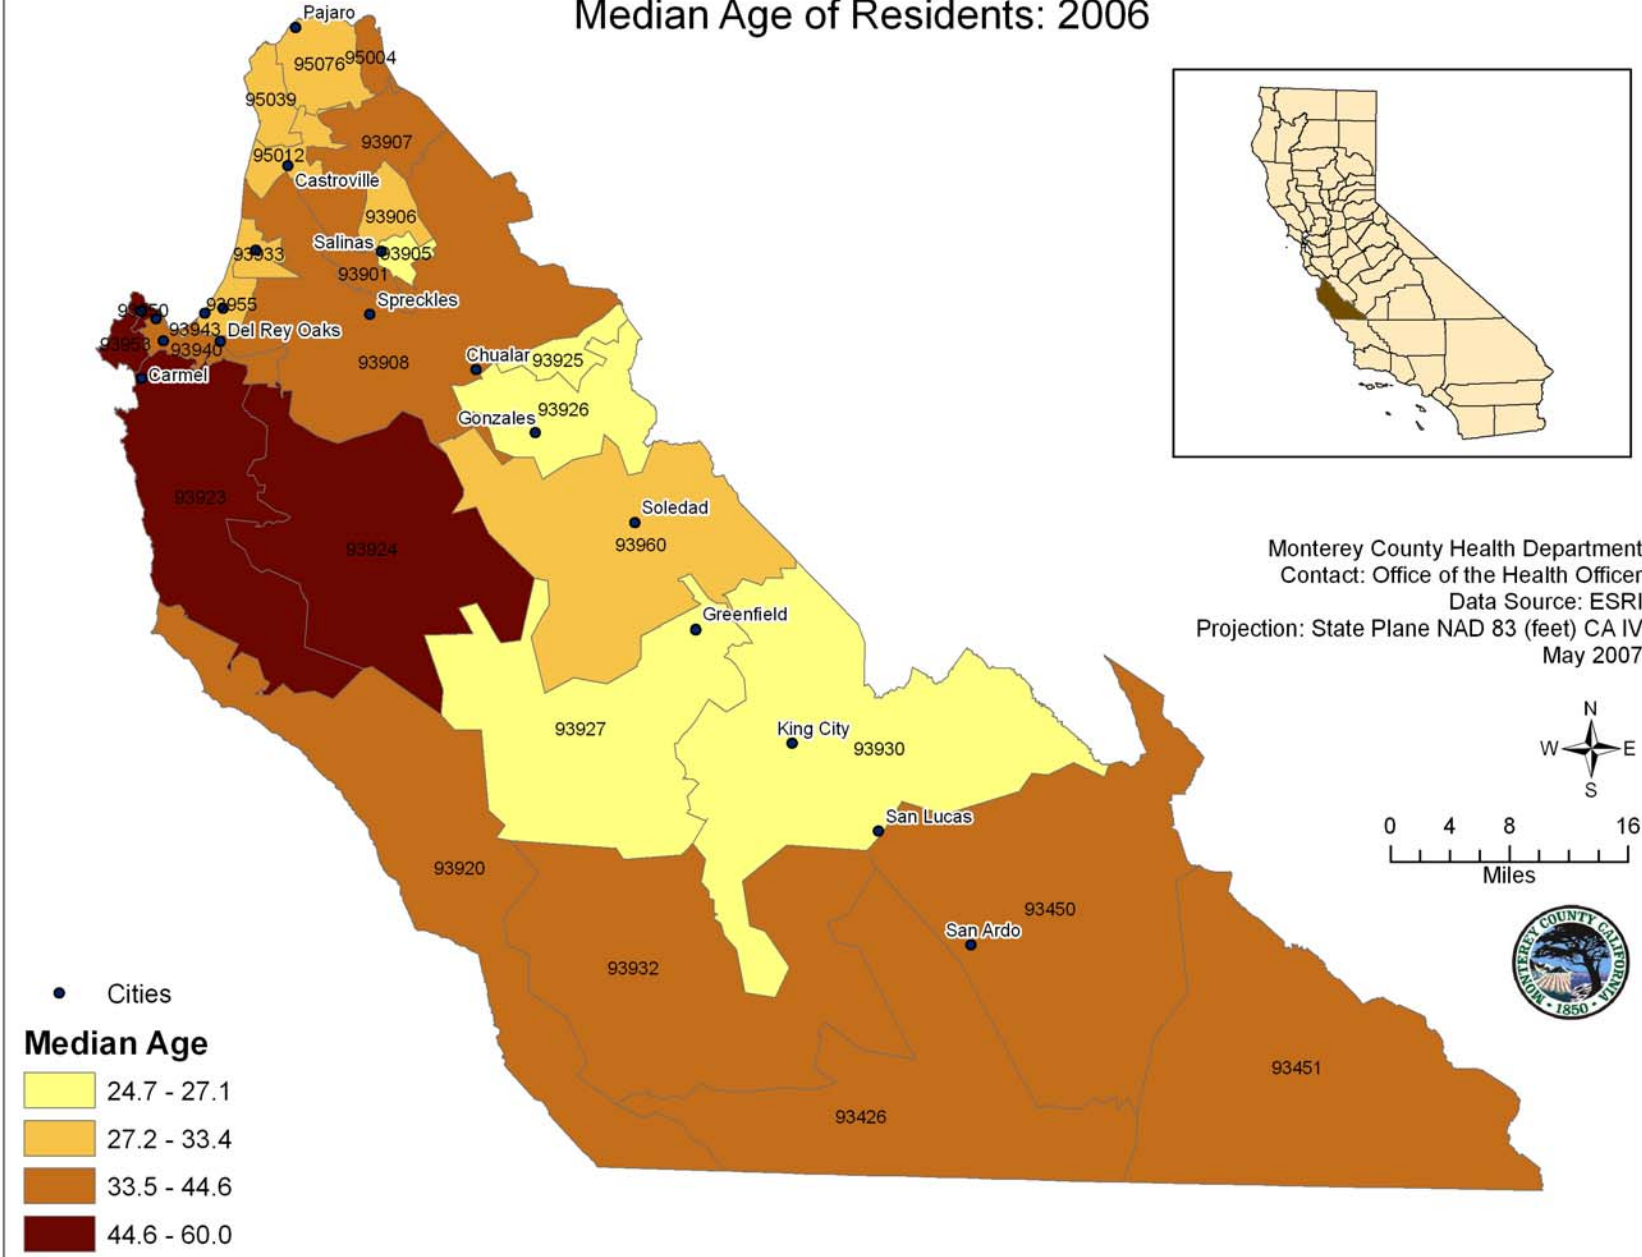 Median Age of Residents: 2006
Pajaro
95076
95004
95039
93907
95012
Castroville
93906
Salinas
93905
93933
93901
Spreckles
93955
93943
Del Rey Oaks
93940
93953
93908
Chualar
93925
Carmel
93926
Gonzales
93923
Soledad
93924
93960
Greenfield
93927
King City
93930
San Lucas
93920
93450
San Ardo
93932
93451
93426
Monterey County Health Department
Contact: Office of the Health Officer
Data Source: ESRI
Projection: State Plane NAD 83 (feet) CA IV
May 2007
N
W
E
S
0 4 8 16
Miles
MONTEREY COUNTY CALIFORNIA
• 1850 •
Cities
Median Age
24.7 - 27.1
27.2 - 33.4
33.5 - 44.6
44.6 - 60.0